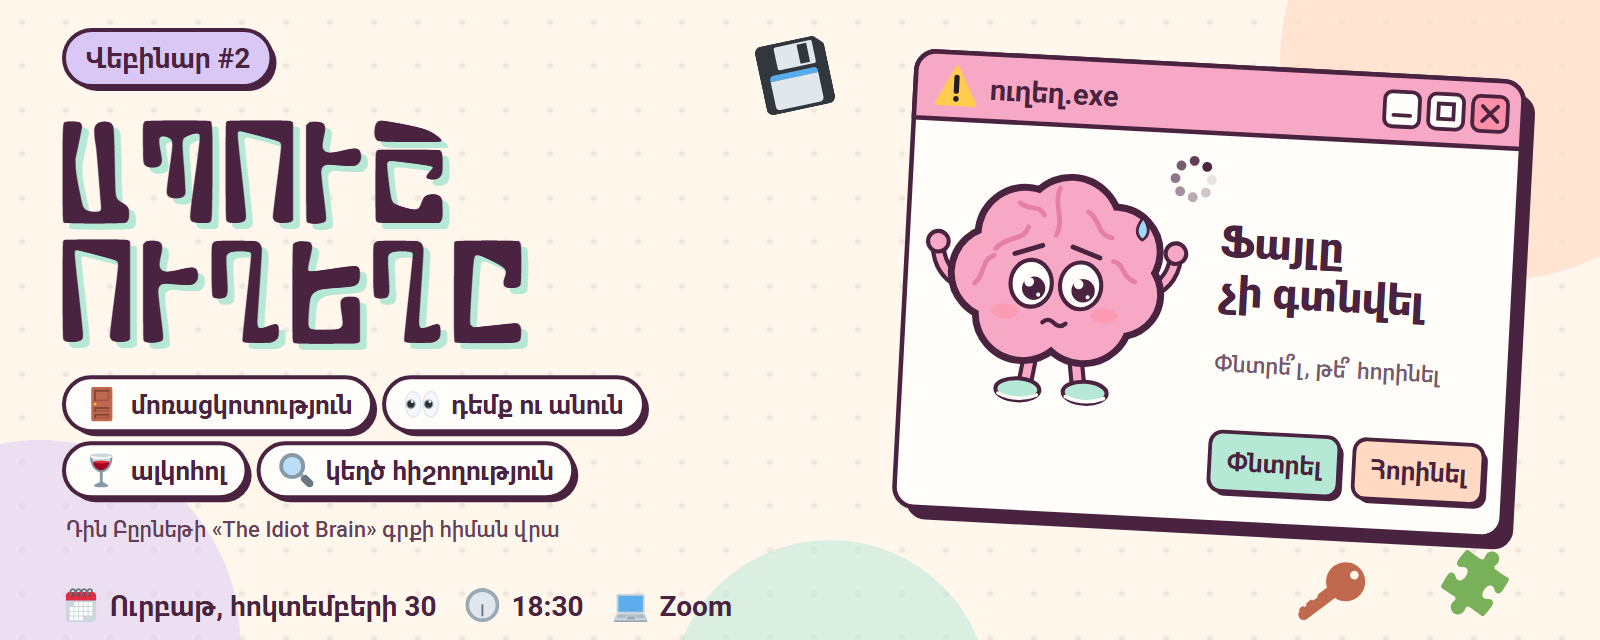 Վեբինար #2
ԱՊՈՒՇ
ՈՒՂԵՂԸ
մոռացկոտություն
դեմք ու անուն
ալկոհոլ
կեղծ հիշողություն
Դին Բըրնեթի «The Idiot Brain» գրքի հիման վրա
Ուրբաթ, հոկտեմբերի 30
18:30
Zoom
ուղեղ.exe
Ֆայլը
չի գտնվել
Փնտրե՞լ, թե՞ հորինել
Փնտրել
Հորինել